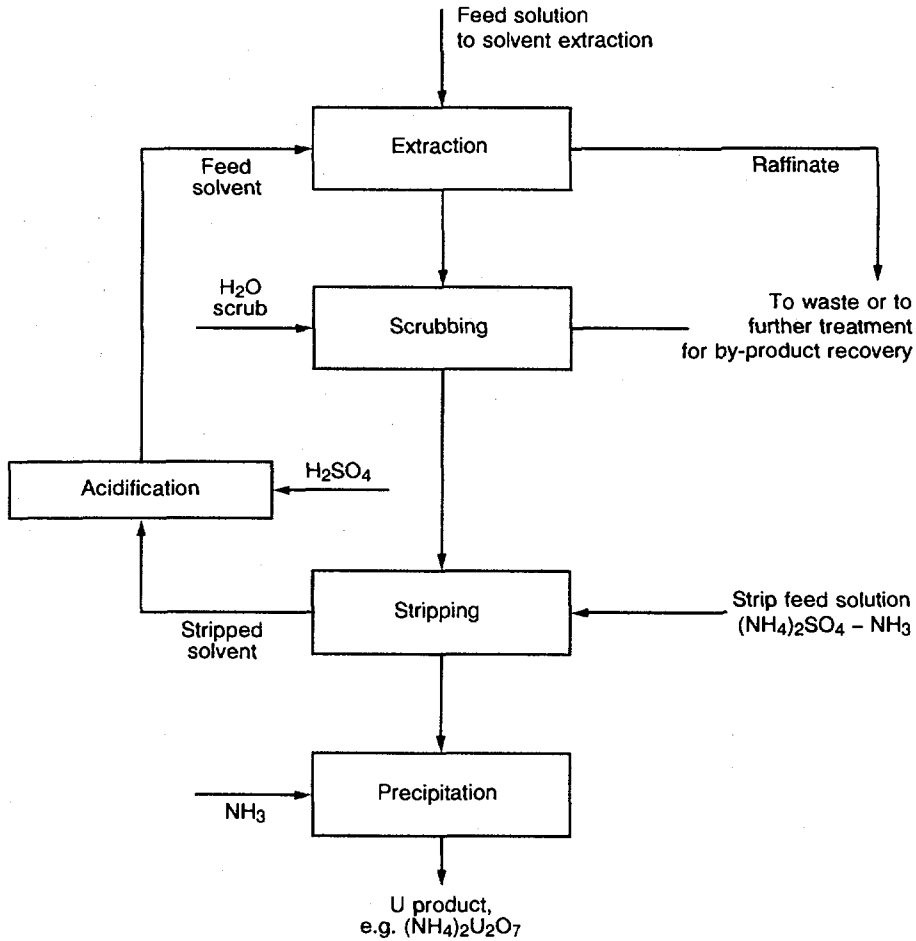 Feed solution
to solvent extraction
Extraction
Feed
solvent
Raffinate
H₂O
scrub
Scrubbing
To waste or to
further treatment
for by-product recovery
Acidification
H₂SO₄
Stripping
Stripped
solvent
Strip feed solution
(NH₄)₂SO₄ – NH₃
Precipitation
NH₃
U product,
e.g. (NH₄)₂U₂O₇